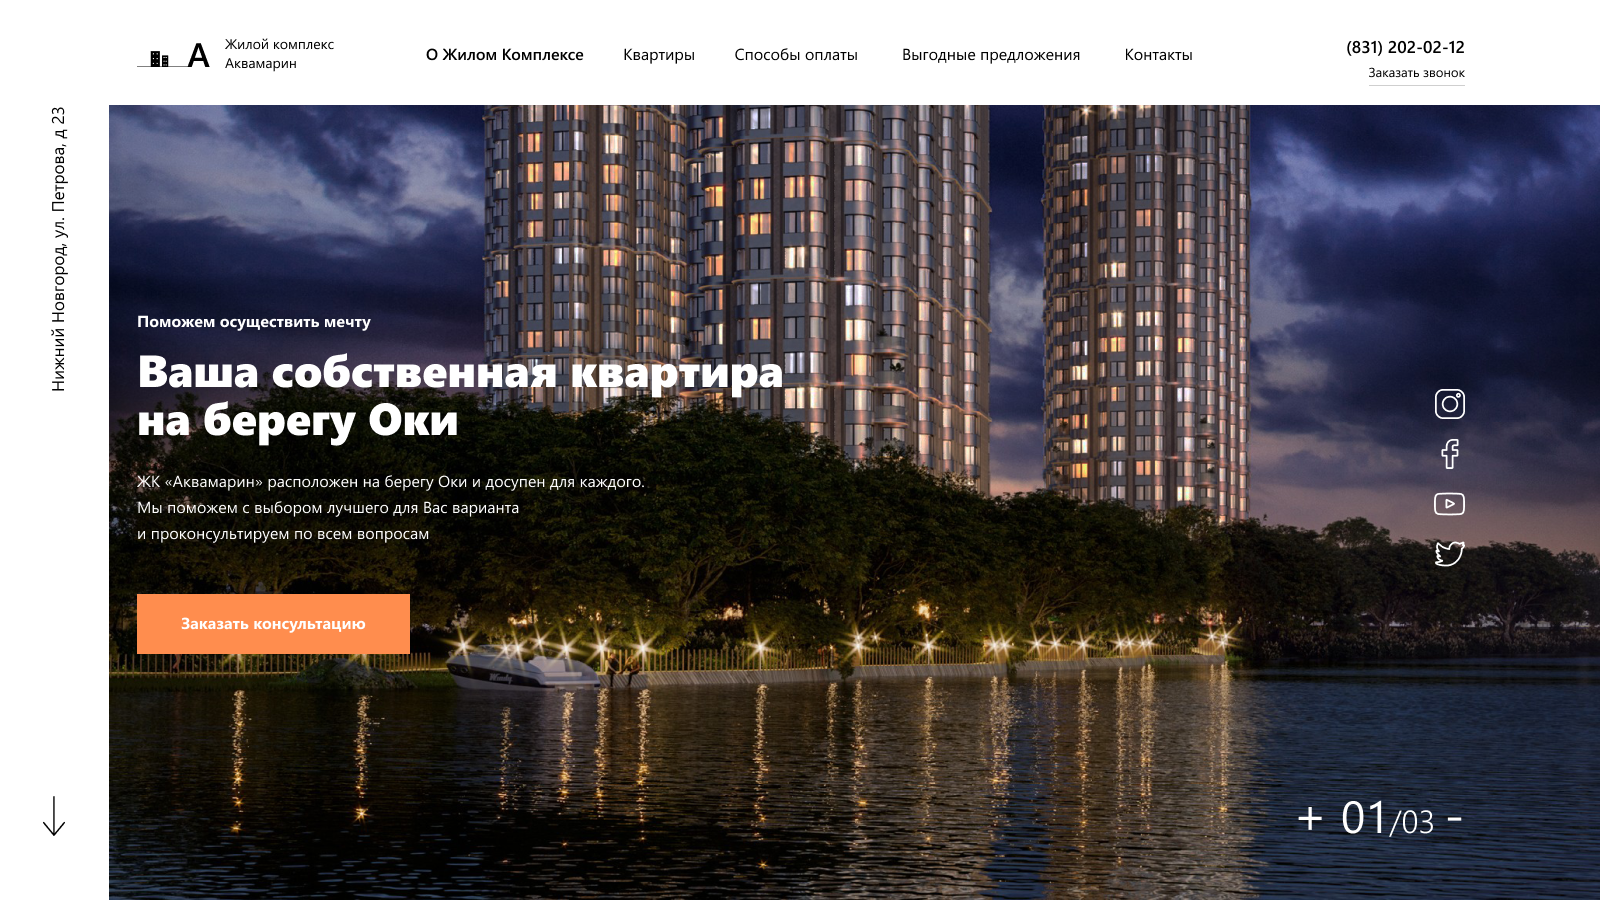 А
Жилой комплекс
Аквамарин
О Жилом Комплексе
Квартиры
Способы оплаты
Выгодные предложения
Контакты
(831) 202-02-12
Заказать звонок
Нижний Новгород, ул. Петрова, д 23
Поможем осуществить мечту
Ваша собственная квартира
на берегу Оки
ЖК «Аквамарин» расположен на берегу Оки и досупен для каждого.
Мы поможем с выбором лучшего для Вас варианта
и проконсультируем по всем вопросам
Заказать консультацию
+ 01/03 -